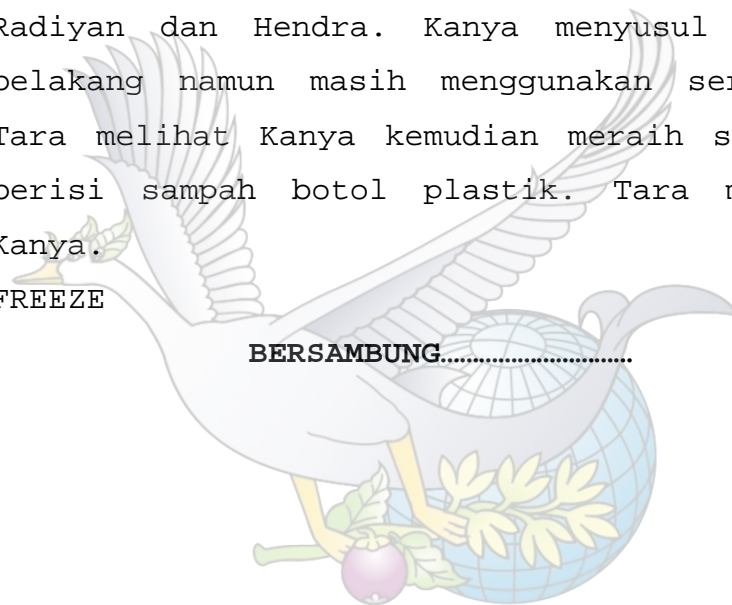 Radiyan dan Hendra. Kanya menyusul
belakang namun masih menggunakan
Tara melihat Kanya kemudian meraih
berisi sampah botol plastik. Tara
Kanya.
FREEZE
BERSAMBUNG..............................